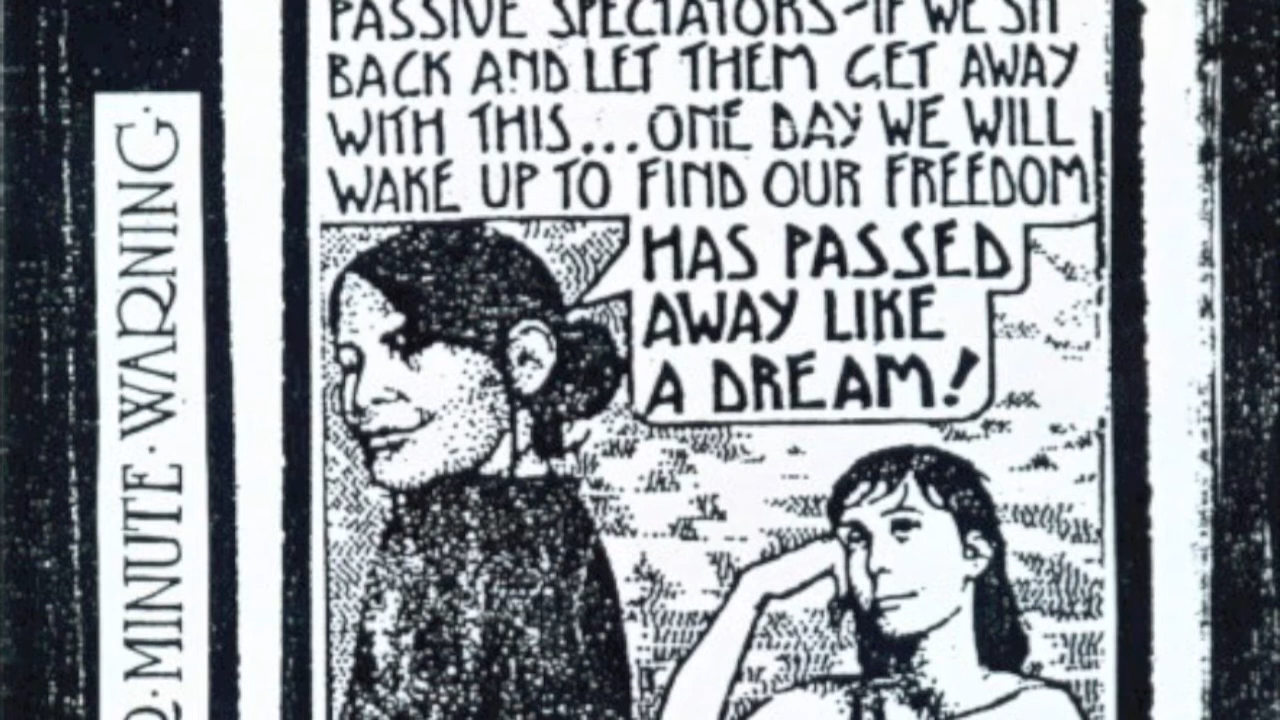 PASSIVE SPECTATORS-IF WE SIT
BACK AND LET THEM GET AWAY
WITH THIS...ONE DAY WE WILL
WAKE UP TO FIND OUR FREEDOM
HAS PASSED
AWAY LIKE
A DREAM!
·MINUTE·WARNING·